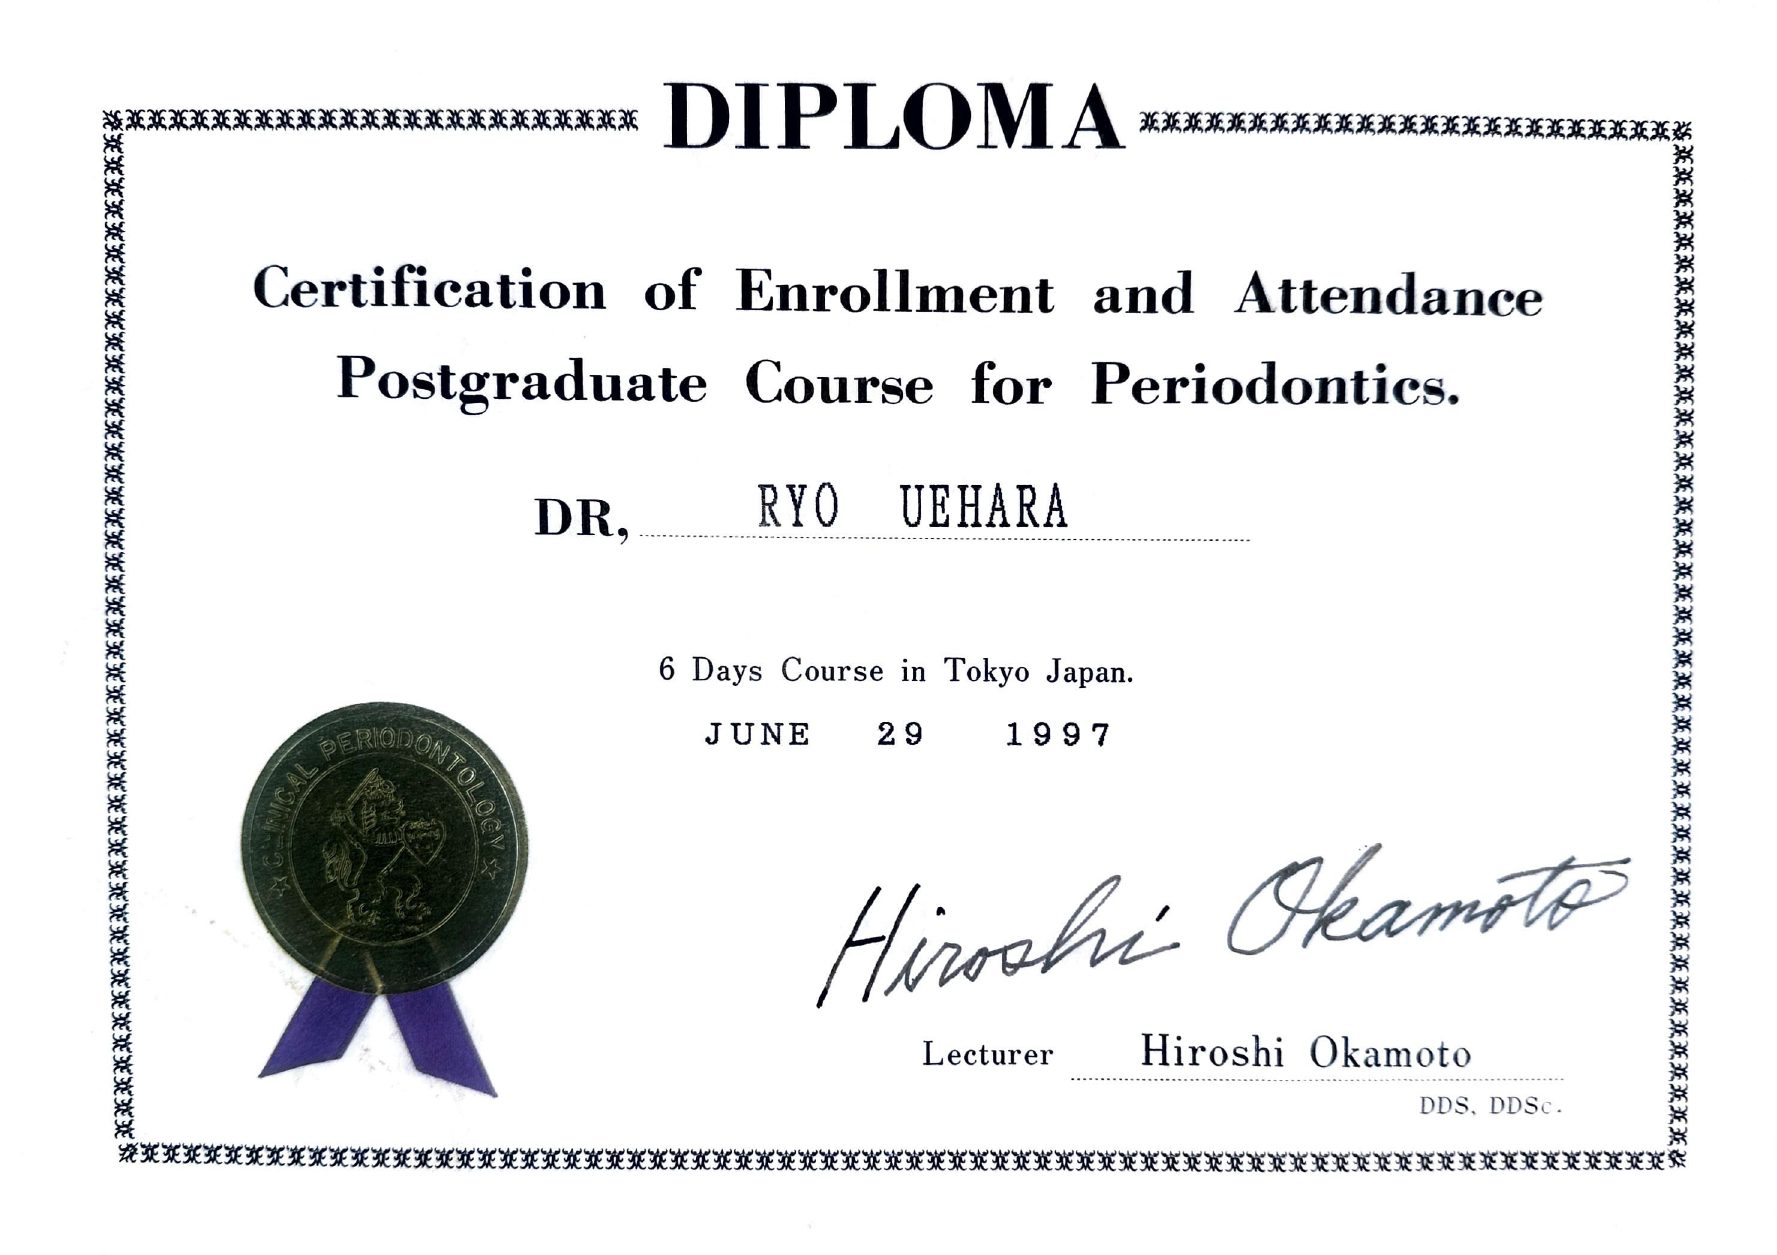 DIPLOMA
Certification of Enrollment and Attendance
Postgraduate Course for Periodontics.
DR, RYO UEHARA
6 Days Course in Tokyo Japan.
JUNE 29 1997
★ CLINICAL PERIODONTOLOGY ★
Hiroshi Okamoto
Lecturer Hiroshi Okamoto
DDS, DDSc.